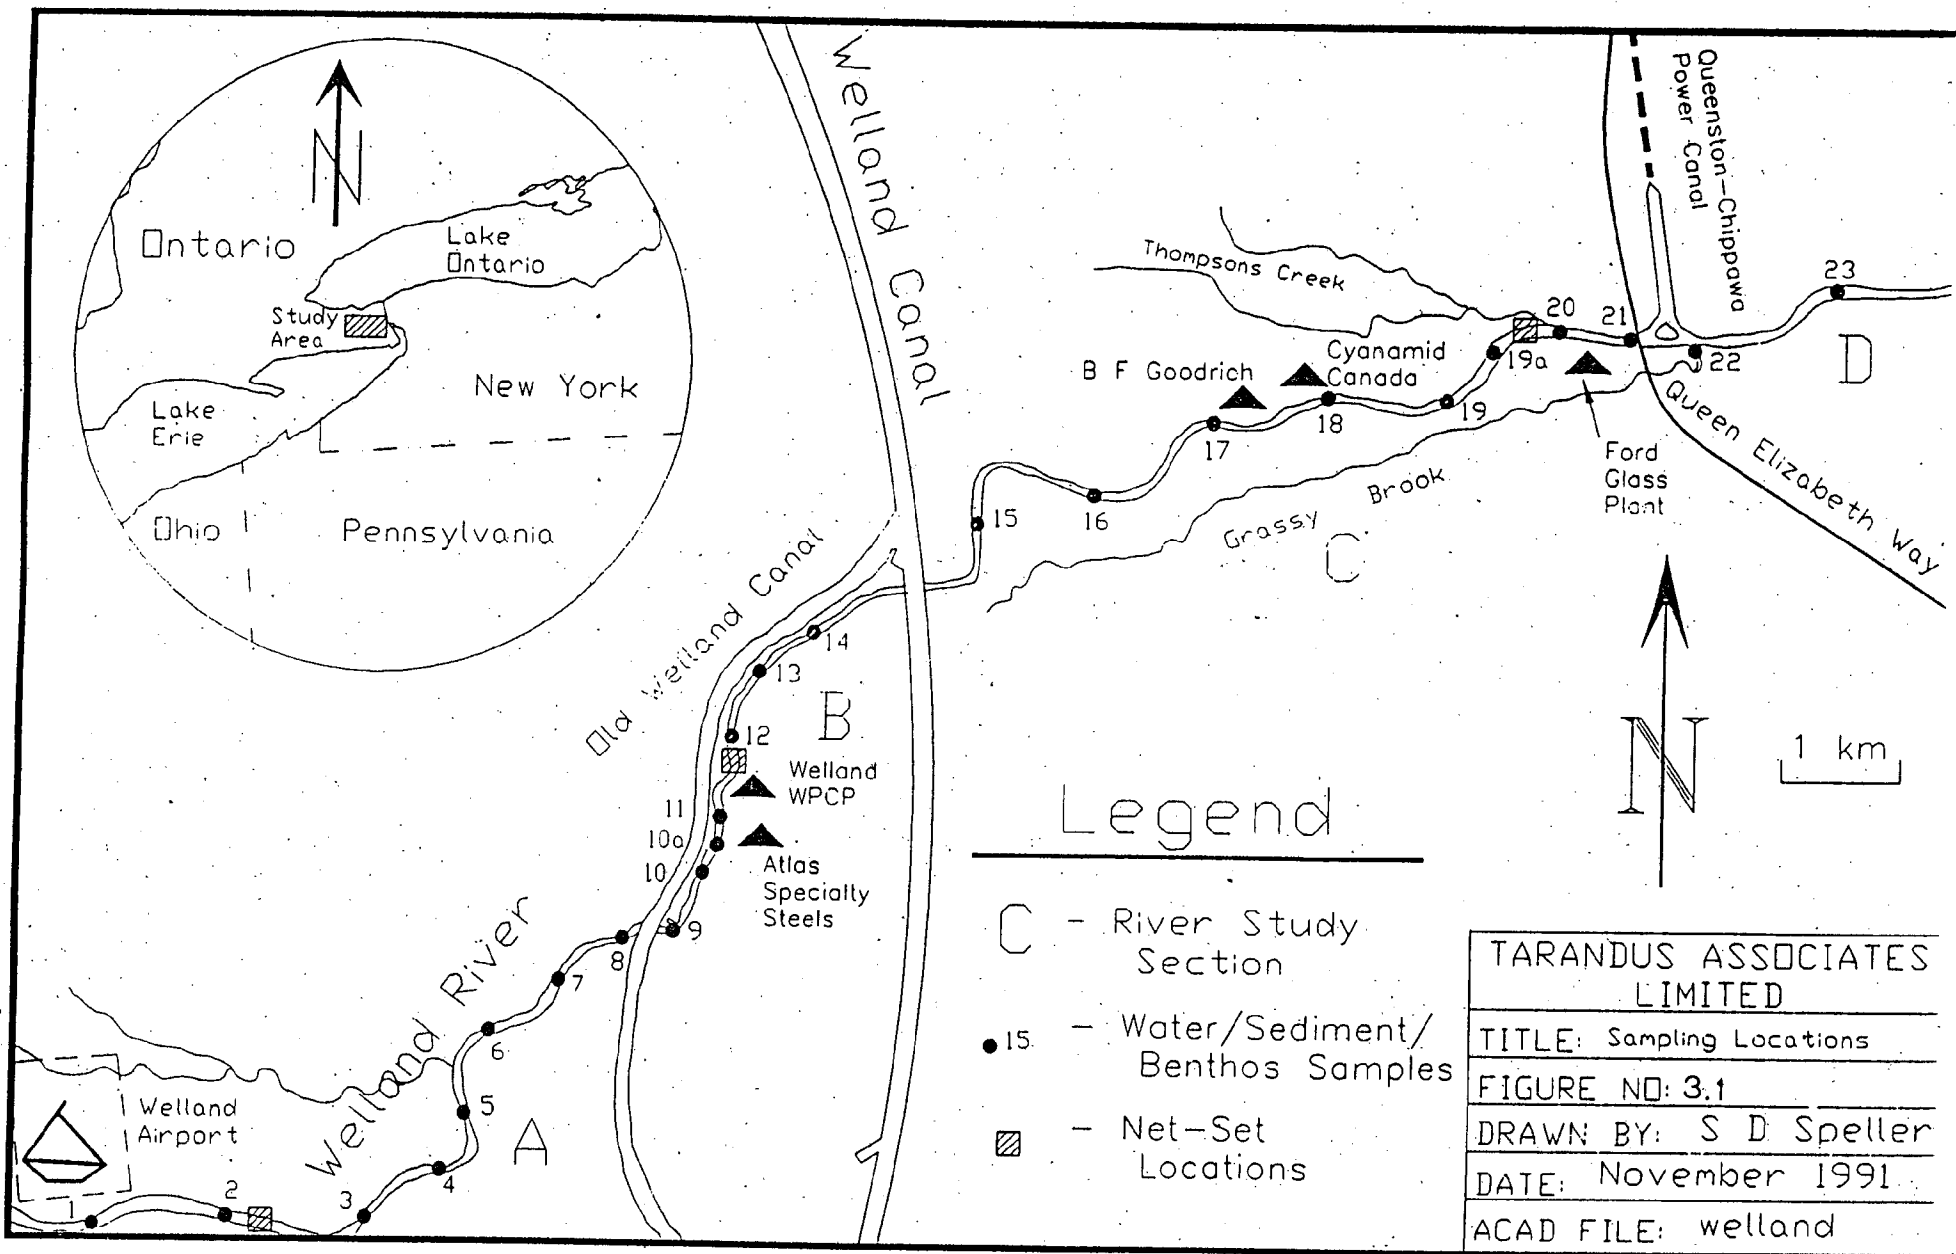 N
Ontario
Lake
Ontario
Study
Area
New York
Lake
Erie
Ohio
Pennsylvania
Welland Canal
Old Welland Canal
Queenston-Chippawa
Power Canal
Thompsons Creek
B F Goodrich
Cyanamid
Canada
Ford
Glass
Plant
Queen Elizabeth Way
Grassy Brook
23
20
21
22
19a
19
18
17
16
15
14
13
12
11
10a
10
9
8
7
6
5
4
3
2
1
A
B
C
D
Welland
WPCP
Atlas
Specialty
Steels
Welland River
Welland
Airport
N
1 km
Legend
C - River Study
Section
15 - Water/Sediment/
Benthos Samples
- Net-Set
Locations
TARANDUS ASSOCIATES
LIMITED
TITLE: Sampling Locations
FIGURE NO: 3.1
DRAWN BY: S D Speller
DATE: November 1991
ACAD FILE: welland